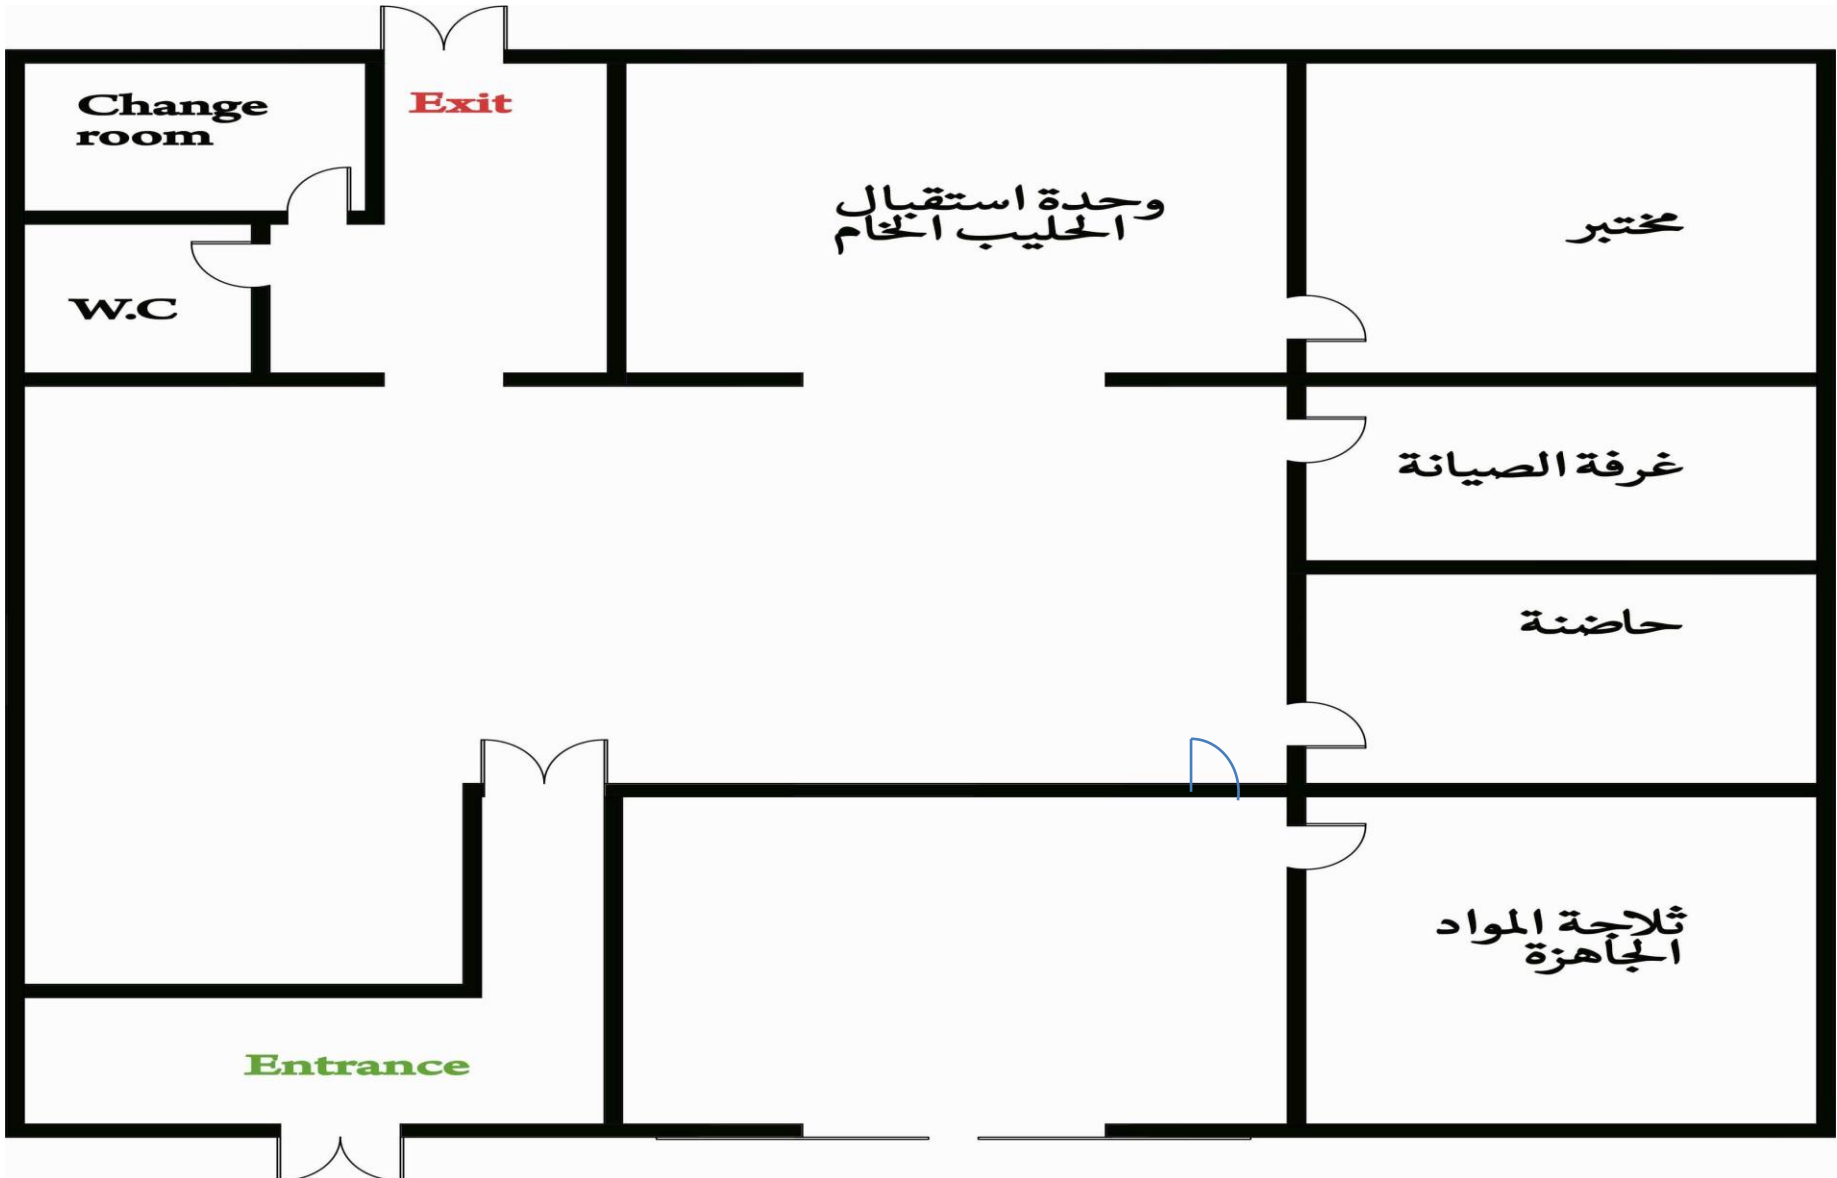 Change
room
Exit
وحدة استقبال
الحليب الخام
مختبر
W.C
غرفة الصيانة
حاضنة
ثلاجة المواد
الجاهزة
Entrance